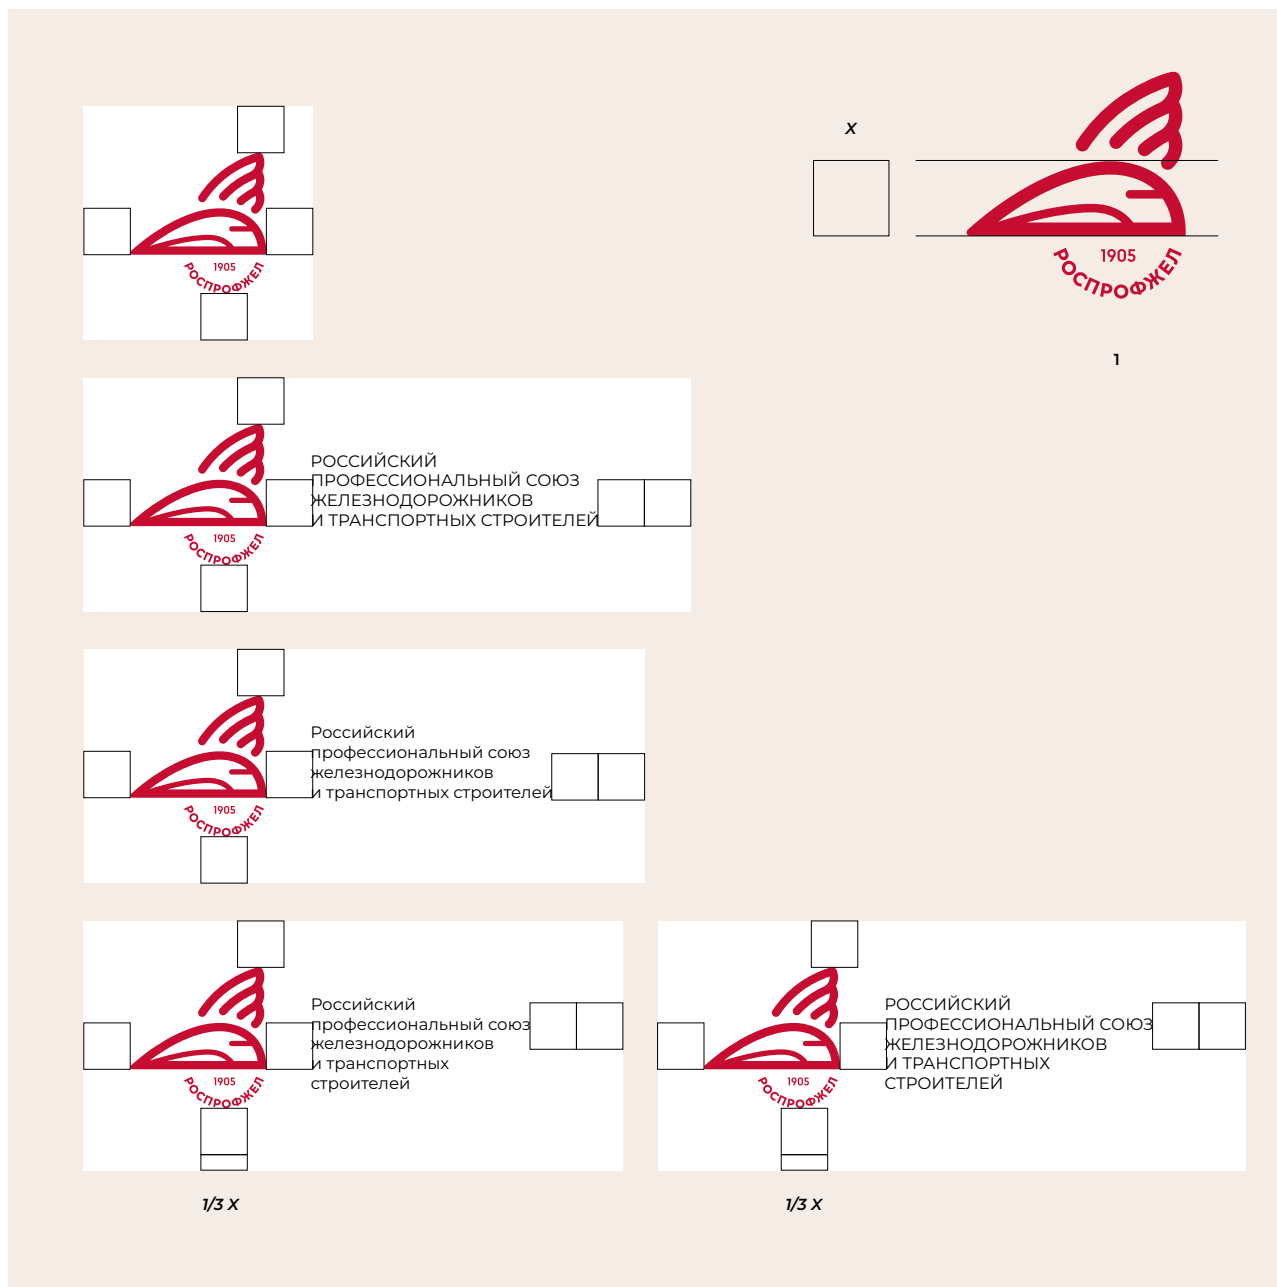 X
1905
РОСПРОФЖЕЛ
1
1905
РОСПРОФЖЕЛ
РОССИЙСКИЙ
ПРОФЕССИОНАЛЬНЫЙ СОЮЗ
ЖЕЛЕЗНОДОРОЖНИКОВ
И ТРАНСПОРТНЫХ СТРОИТЕЛЕЙ
1905
РОСПРОФЖЕЛ
Российский
профессиональный союз
железнодорожников
и транспортных строителей
1905
РОСПРОФЖЕЛ
Российский
профессиональный союз
железнодорожников
и транспортных
строителей
1905
РОСПРОФЖЕЛ
1/3 X
РОССИЙСКИЙ
ПРОФЕССИОНАЛЬНЫЙ СОЮЗ
ЖЕЛЕЗНОДОРОЖНИКОВ
И ТРАНСПОРТНЫХ
СТРОИТЕЛЕЙ
1905
РОСПРОФЖЕЛ
1/3 X